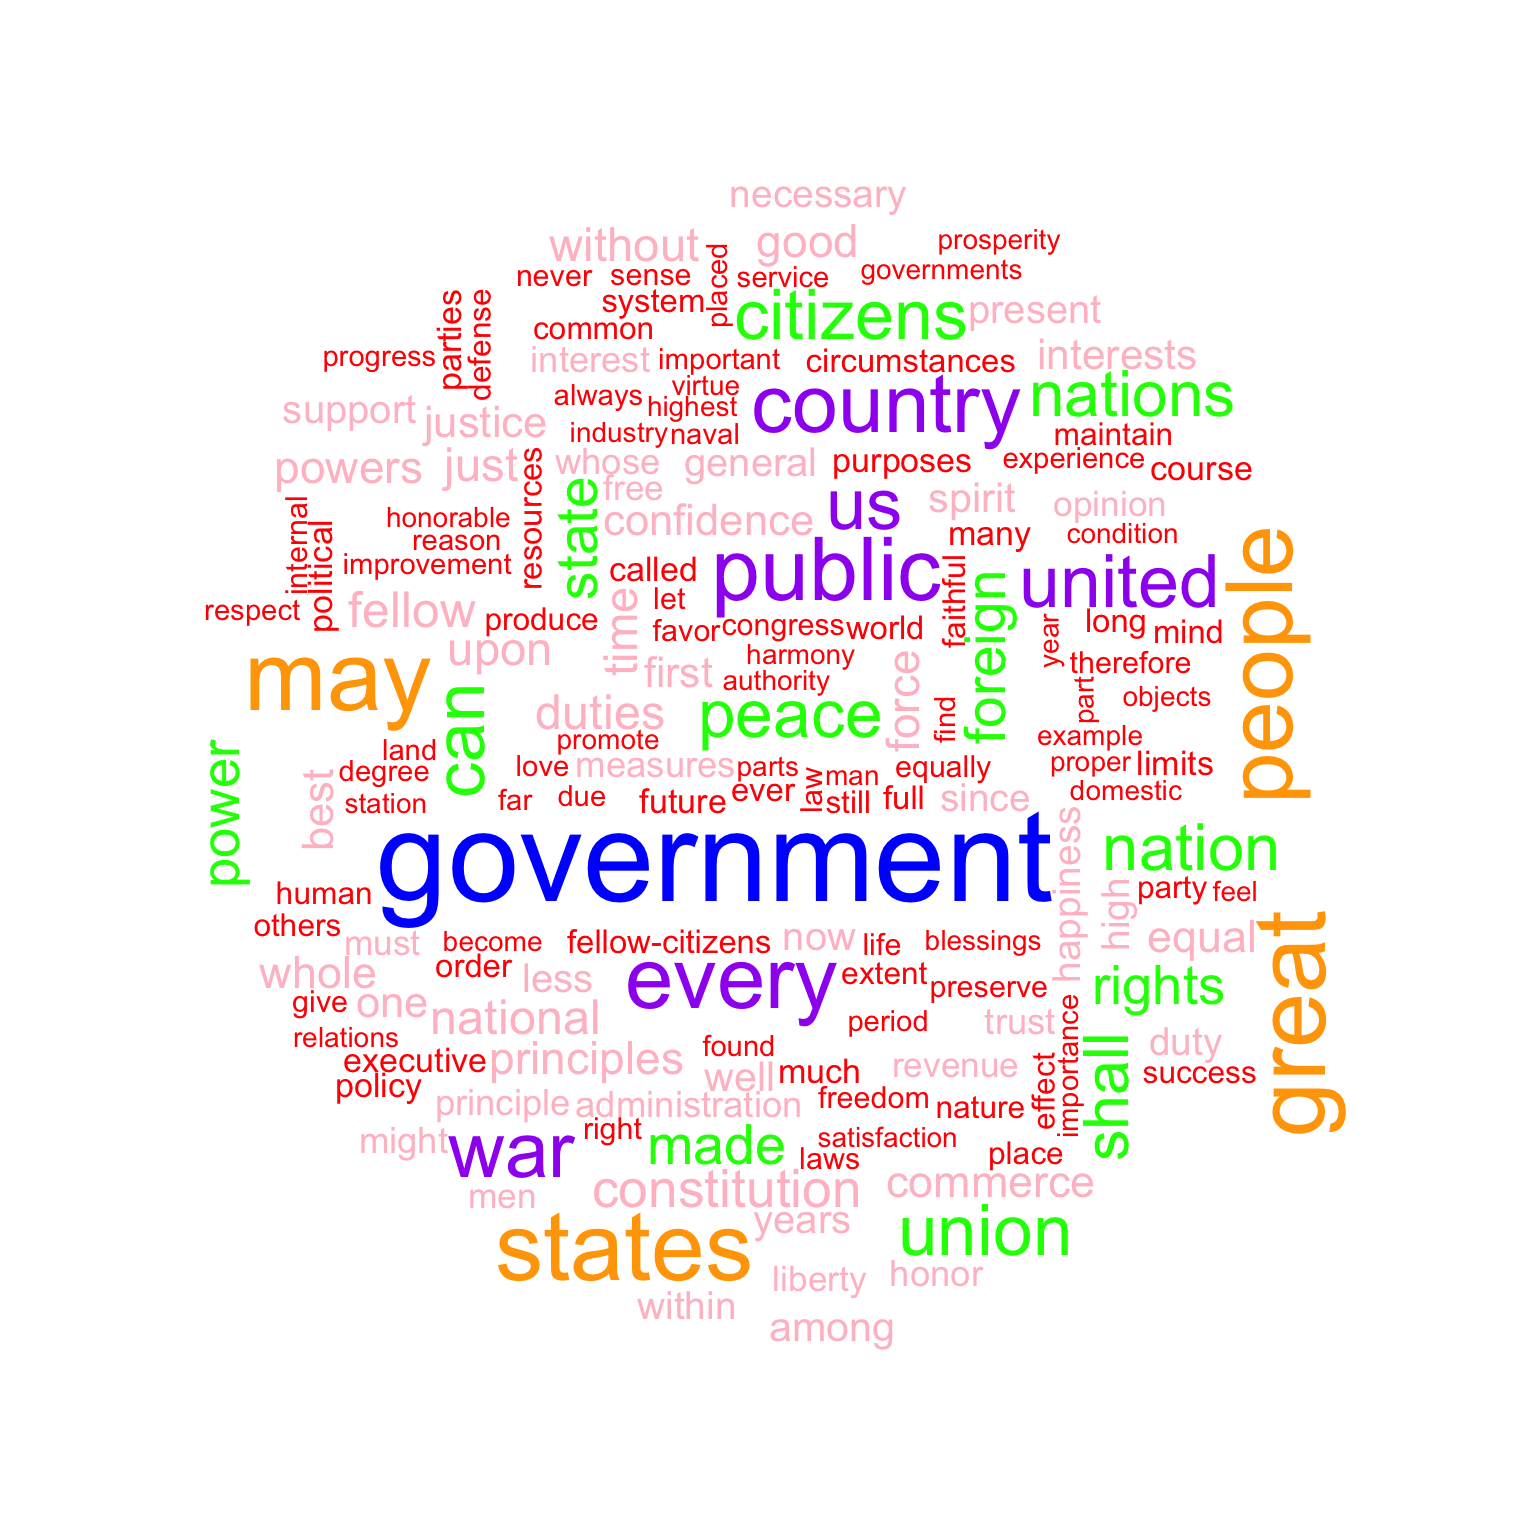 necessary
without
good
prosperity
never
sense
placed
service
governments
system
citizens
present
parties
defense
common
progress
interest
important
circumstances
interests
always
virtue
highest
country
nations
support
justice
industry
naval
maintain
powers
just
whose
general
purposes
experience
course
resources
state
free
us
spirit
opinion
internal
political
honorable
reason
confidence
many
condition
improvement
called
public
faithful
foreign
united
people
respect
fellow
produce
let
time
favor
congress
world
year
long
mind
may
upon
first
harmony
authority
force
therefore
part
objects
can
duties
peace
find
promote
example
power
best
land
degree
station
love
measures
parts
law
man
equally
proper
limits
far
due
future
ever
still
full
since
domestic
government
happiness
nation
human
high
party
feel
others
must
become
fellow-citizens
now
life
blessings
equal
great
whole
order
less
every
extent
preserve
rights
give
one
national
period
trust
importance
relations
executive
principles
found
well
much
revenue
effect
shall
duty
success
policy
principle
administration
freedom
nature
might
war
right
made
satisfaction
laws
place
men
constitution
commerce
states
years
union
liberty
honor
within
among